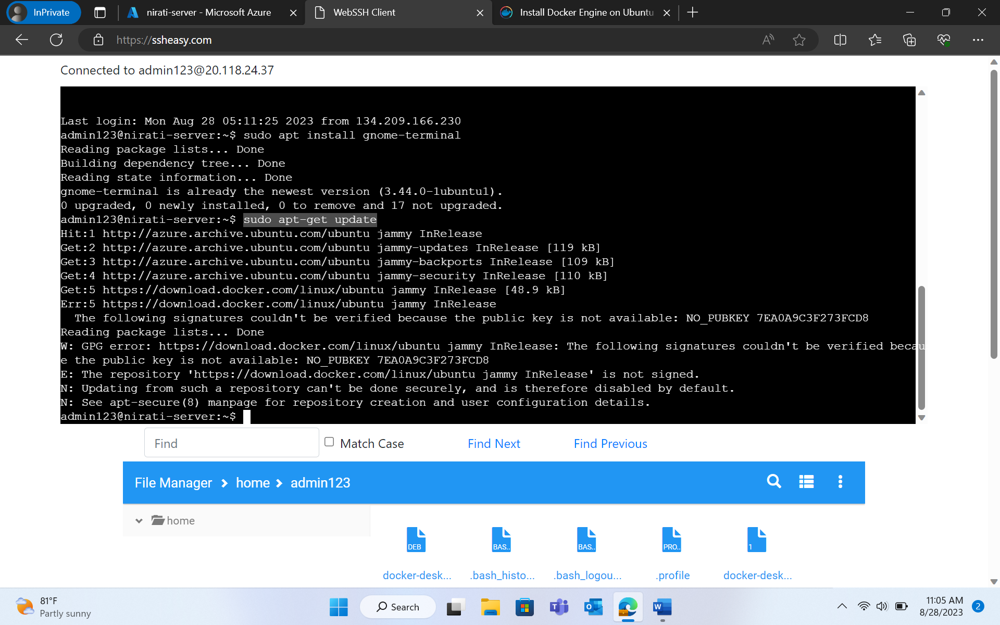 InPrivate
nirati-server - Microsoft Azure
WebSSH Client
Install Docker Engine on Ubuntu
https://ssheasy.com
Connected to admin123@20.118.24.37
Last login: Mon Aug 28 05:11:25 2023 from 134.209.166.230
admin123@nirati-server:~$ sudo apt install gnome-terminal
Reading package lists... Done
Building dependency tree... Done
Reading state information... Done
gnome-terminal is already the newest version (3.44.0-1ubuntu1).
0 upgraded, 0 newly installed, 0 to remove and 17 not upgraded.
admin123@nirati-server:~$ sudo apt-get update
Hit:1 http://azure.archive.ubuntu.com/ubuntu jammy InRelease
Get:2 http://azure.archive.ubuntu.com/ubuntu jammy-updates InRelease [119 kB]
Get:3 http://azure.archive.ubuntu.com/ubuntu jammy-backports InRelease [109 kB]
Get:4 http://azure.archive.ubuntu.com/ubuntu jammy-security InRelease [110 kB]
Get:5 https://download.docker.com/linux/ubuntu jammy InRelease [48.9 kB]
Err:5 https://download.docker.com/linux/ubuntu jammy InRelease
The following signatures couldn't be verified because the public key is not available: NO_PUBKEY 7EA0A9C3F273FCD8
Reading package lists... Done
W: GPG error: https://download.docker.com/linux/ubuntu jammy InRelease: The following signatures couldn't be verified becau
e the public key is not available: NO_PUBKEY 7EA0A9C3F273FCD8
E: The repository 'https://download.docker.com/linux/ubuntu jammy InRelease' is not signed.
N: Updating from such a repository can't be done securely, and is therefore disabled by default.
N: See apt-secure(8) manpage for repository creation and user configuration details.
admin123@nirati-server:~$
Find
Match Case
Find Next
Find Previous
File Manager > home > admin123
home
DEB
BAS..
BAS..
PRO..
1
docker-desk...
.bash_histo...
.bash_logou...
.profile
docker-desk...
81°F
Partly sunny
Search
11:05 AM
8/28/2023
2